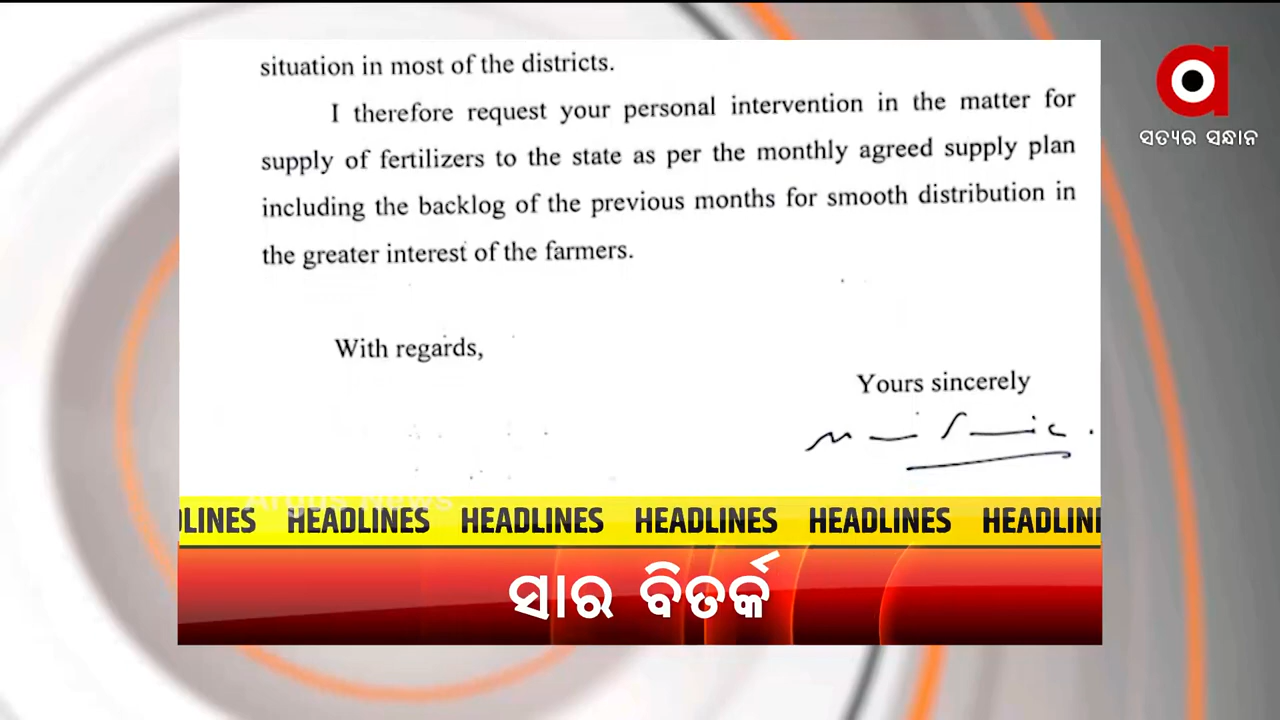 situation in most of the districts.
I therefore request your personal intervention in the matter for
supply of fertilizers to the state as per the monthly agreed supply plan
including the backlog of the previous months for smooth distribution in
the greater interest of the farmers.
With regards,
Yours sincerely
ସତ୍ୟର ସନ୍ଧାନ
Argus News
DLINES HEADLINES HEADLINES HEADLINES HEADLINES HEADLINI
ସାର ବିତର୍କ